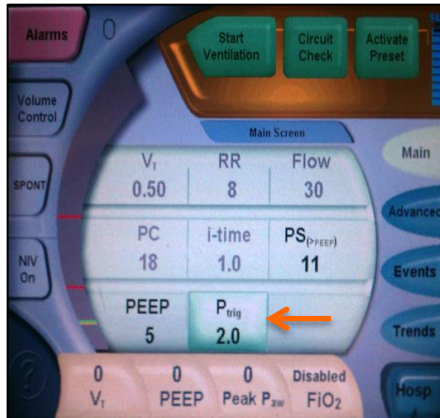 Alarms
0
Start
Ventilation
Circuit
Check
Activate
Preset
Volume
Control
Main Screen
Main
VT RR Flow
0.50 8 30
SPONT
Advanced
PC i-time PS(>PEEP)
18 1.0 11
NIV
On
Events
PEEP Ptrig
5 2.0
Trends
0 0 0 Disabled
VT PEEP Peak Paw FiO2
Hosp
?